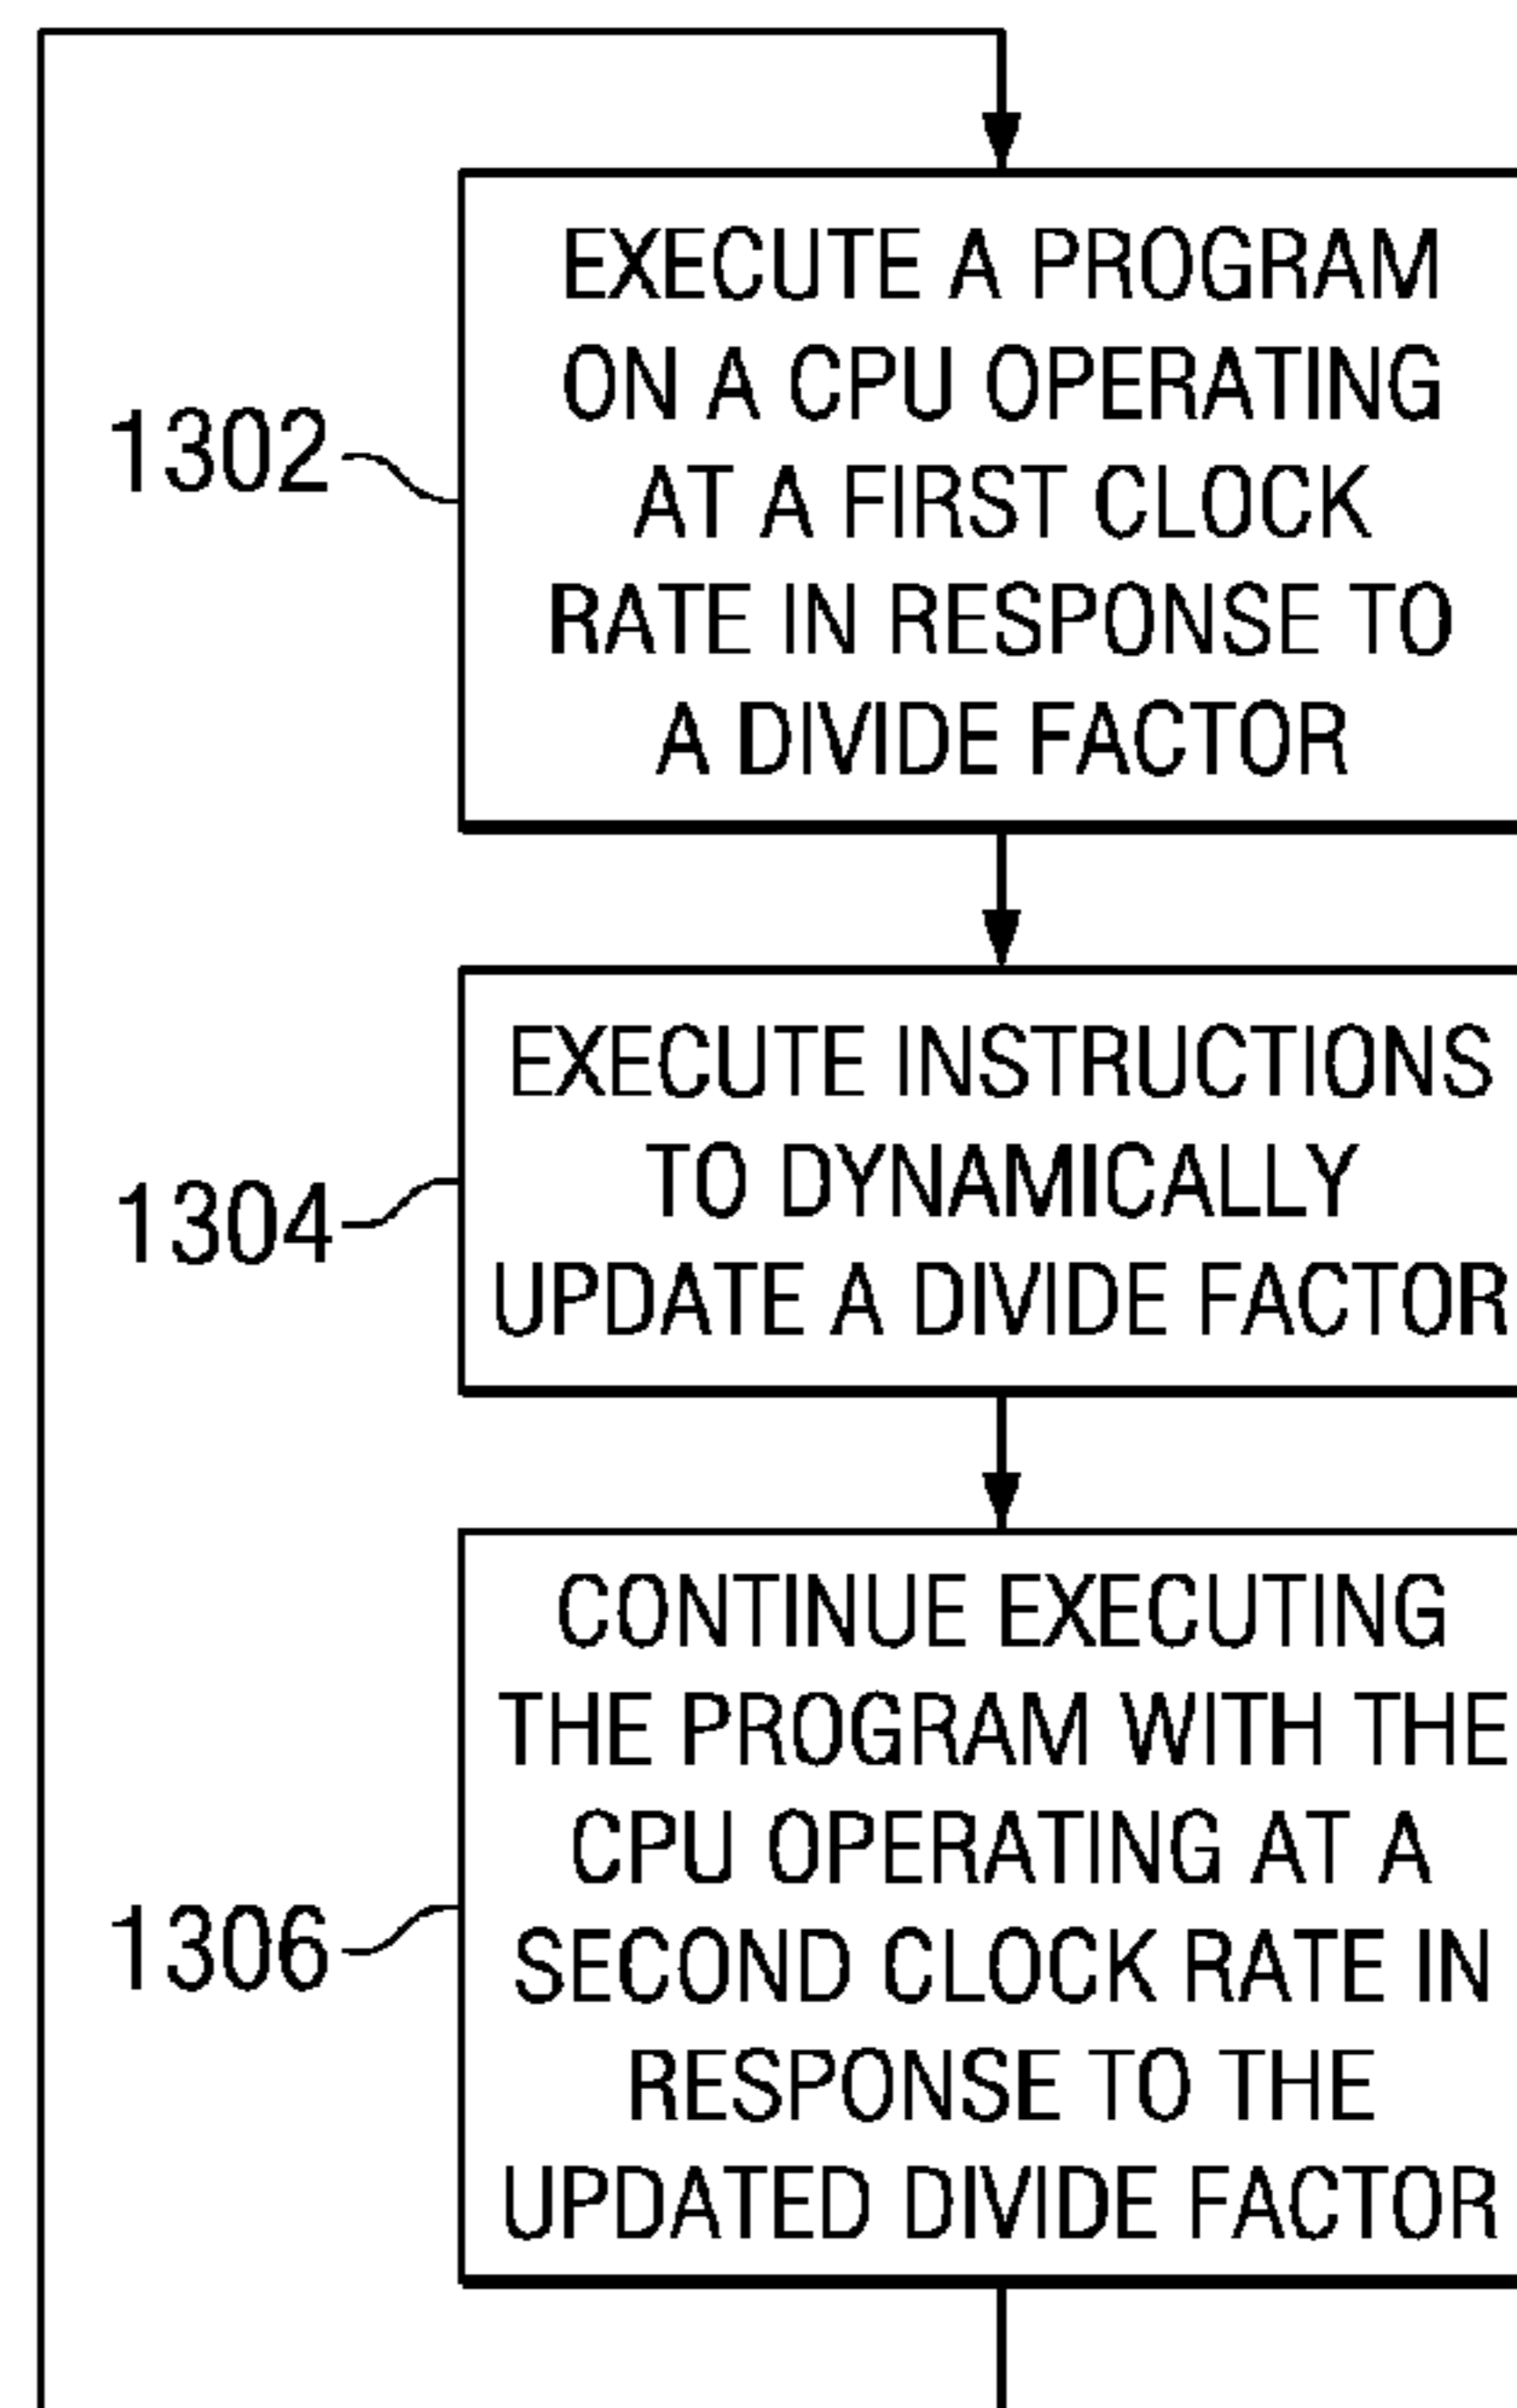 EXECUTE A PROGRAM
ON A CPU OPERATING
AT A FIRST CLOCK
RATE IN RESPONSE TO
A DIVIDE FACTOR
1302
EXECUTE INSTRUCTIONS
TO DYNAMICALLY
UPDATE A DIVIDE FACTOR
1304
CONTINUE EXECUTING
THE PROGRAM WITH THE
CPU OPERATING AT A
SECOND CLOCK RATE IN
RESPONSE TO THE
UPDATED DIVIDE FACTOR
1306